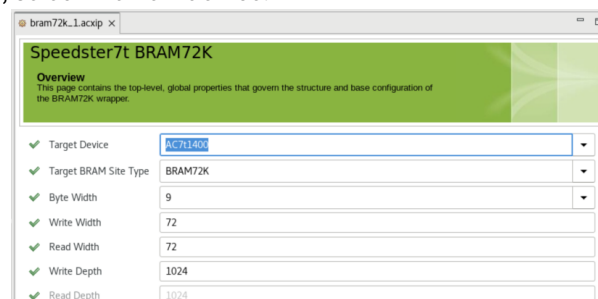 bram72k_1.acxip
Speedster7t BRAM72K
Overview
This page contains the top-level, global properties that govern the structure and base configuration of
the BRAM72K wrapper.
Target Device AC7t1400
Target BRAM Site Type BRAM72K
Byte Width 9
Write Width 72
Read Width 72
Write Depth 1024
Read Depth 1024